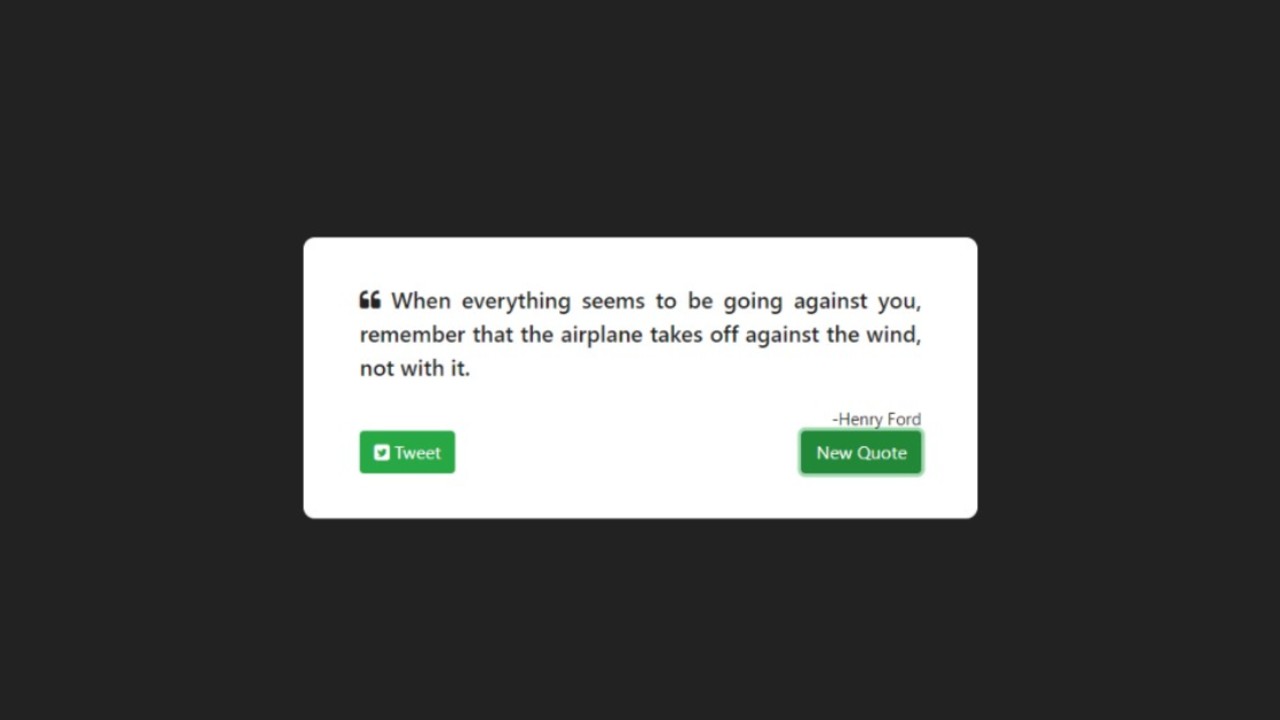 ❝ When everything seems to be going against you,
remember that the airplane takes off against the wind,
not with it.
-Henry Ford
Tweet
New Quote